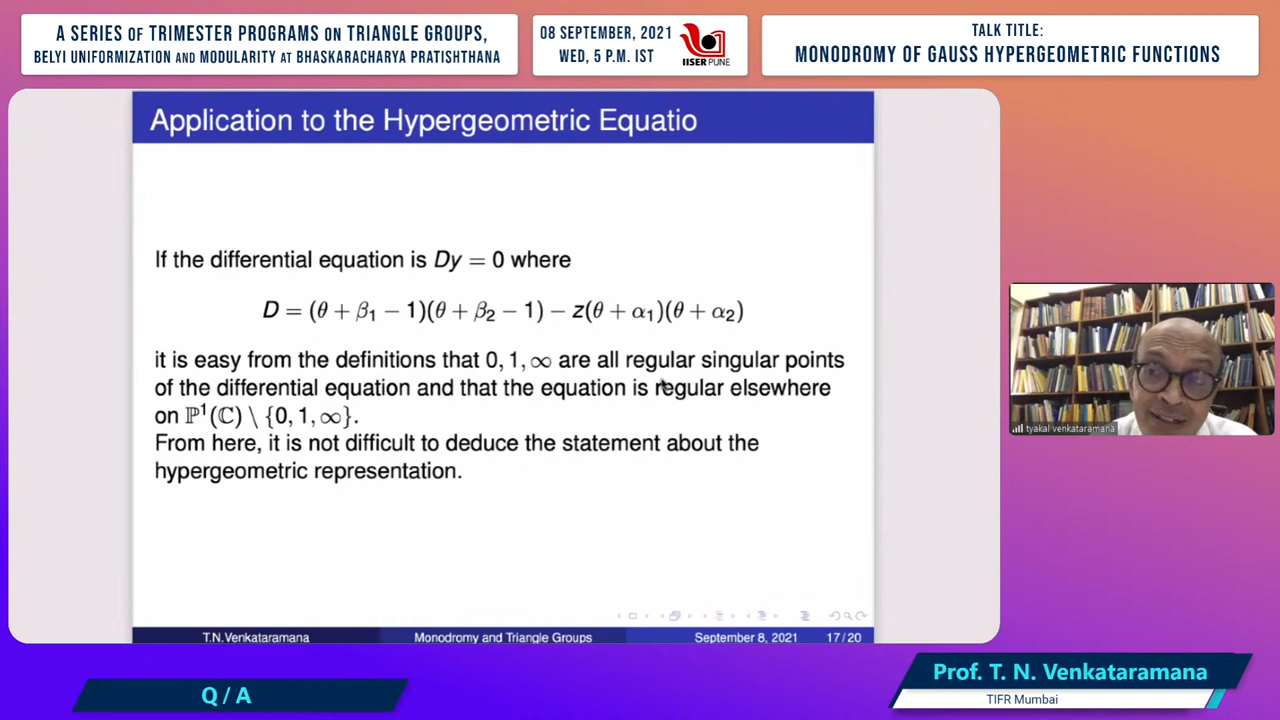 A SERIES OF TRIMESTER PROGRAMS ON TRIANGLE GROUPS,
BELYI UNIFORMIZATION AND MODULARITY AT BHASKARACHARYA PRATISHTHANA
08 SEPTEMBER, 2021
WED, 5 P.M. IST
IISER PUNE
TALK TITLE:
MONODROMY OF GAUSS HYPERGEOMETRIC FUNCTIONS
Application to the Hypergeometric Equatio
If the differential equation is Dy = 0 where
D = (θ + β₁ − 1)(θ + β₂ − 1) − z(θ + α₁)(θ + α₂)
it is easy from the definitions that 0, 1, ∞ are all regular singular points
of the differential equation and that the equation is regular elsewhere
on ℙ¹(ℂ) \ {0, 1, ∞}.
From here, it is not difficult to deduce the statement about the
hypergeometric representation.
T.N.Venkataramana
Monodromy and Triangle Groups
September 8, 2021
17 / 20
tyakal venkataramana
Q / A
Prof. T. N. Venkataramana
TIFR Mumbai